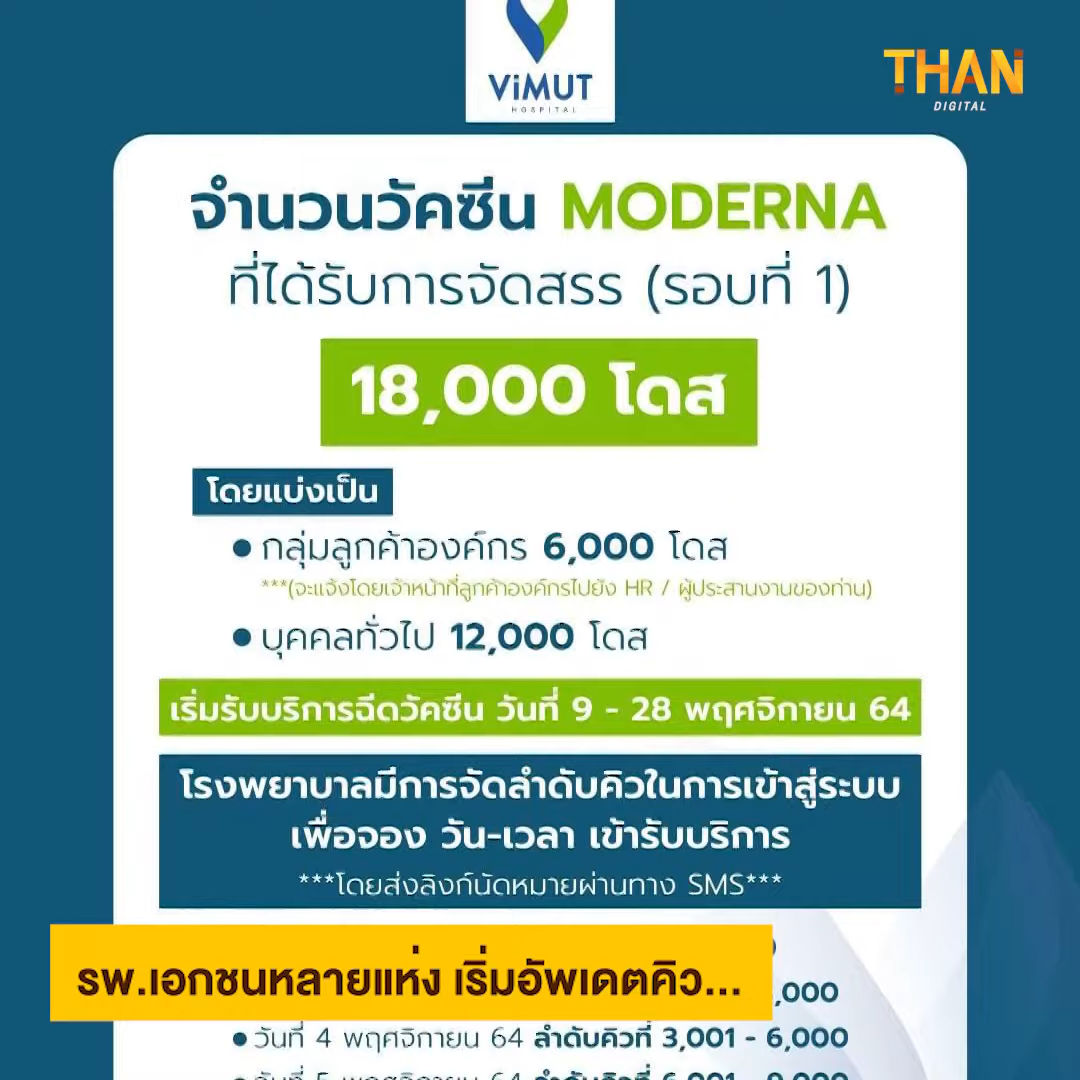 ViMUT
HOSPITAL
THAN
DIGITAL
จำนวนวัคซีน MODERNA
ที่ได้รับการจัดสรร (รอบที่ 1)
18,000 โดส
โดยแบ่งเป็น
• กลุ่มลูกค้าองค์กร 6,000 โดส
***(จะแจ้งโดยเจ้าหน้าที่ลูกค้าองค์กรไปยัง HR / ผู้ประสานงานของท่าน)
• บุคคลทั่วไป 12,000 โดส
เริ่มรับบริการฉีดวัคซีน วันที่ 9 - 28 พฤศจิกายน 64
โรงพยาบาลมีการจัดลำดับคิวในการเข้าสู่ระบบ
เพื่อจอง วัน-เวลา เข้ารับบริการ
***โดยส่งลิงก์นัดหมายผ่านทาง SMS***
รพ.เอกชนหลายแห่ง เริ่มอัพเดตคิว...
,000
• วันที่ 4 พฤศจิกายน 64 ลำดับคิวที่ 3,001 - 6,000